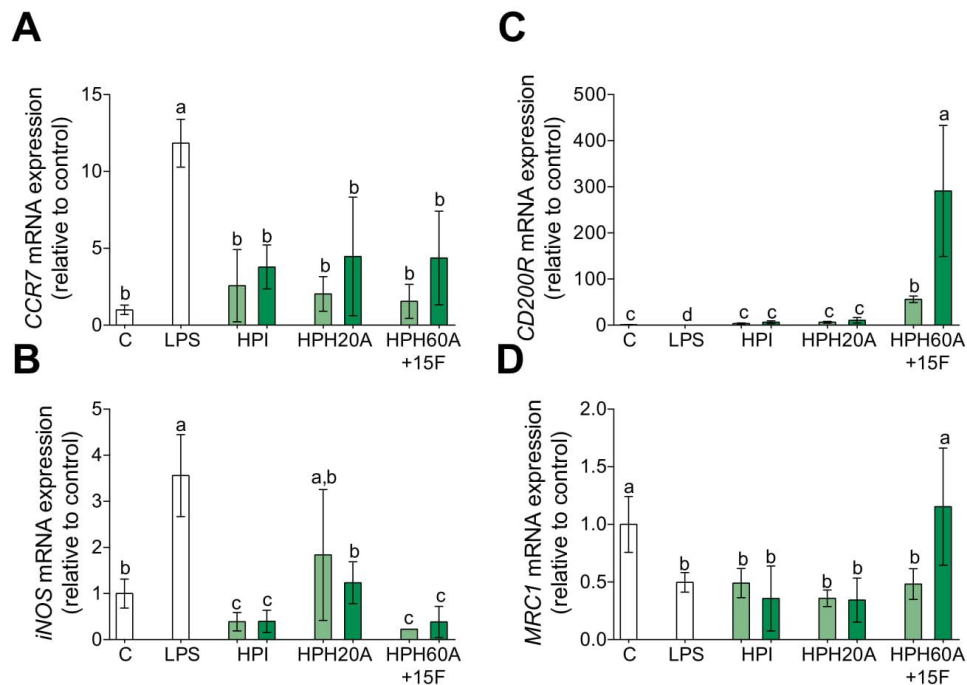 A
CCR7 mRNA expression
(relative to control)
15
10
5
0
b
a
b
b
b
b
b
b
C
LPS
HPI
HPH20A
HPH60A
+15F
B
iNOS mRNA expression
(relative to control)
5
4
3
2
1
0
b
a
c
c
a,b
b
c
c
C
LPS
HPI
HPH20A
HPH60A
+15F
C
CD200R mRNA expression
(relative to control)
500
400
300
200
100
0
c
d
c
c
c
c
b
a
C
LPS
HPI
HPH20A
HPH60A
+15F
D
MRC1 mRNA expression
(relative to control)
2.0
1.5
1.0
0.5
0.0
a
b
b
b
b
b
b
a
C
LPS
HPI
HPH20A
HPH60A
+15F